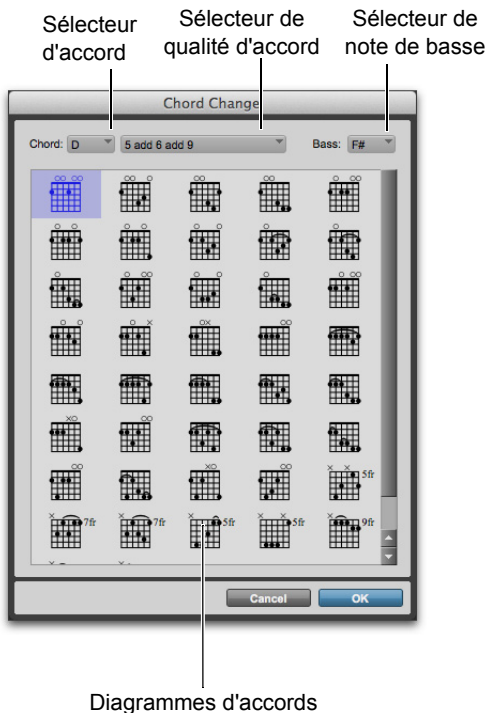 Sélecteur d'accord
Sélecteur de qualité d'accord
Sélecteur de note de basse
Chord Change
Chord: D 5 add 6 add 9 Bass: F#
5fr
7fr 7fr 5fr 5fr 9fr
Cancel OK
Diagrammes d'accords